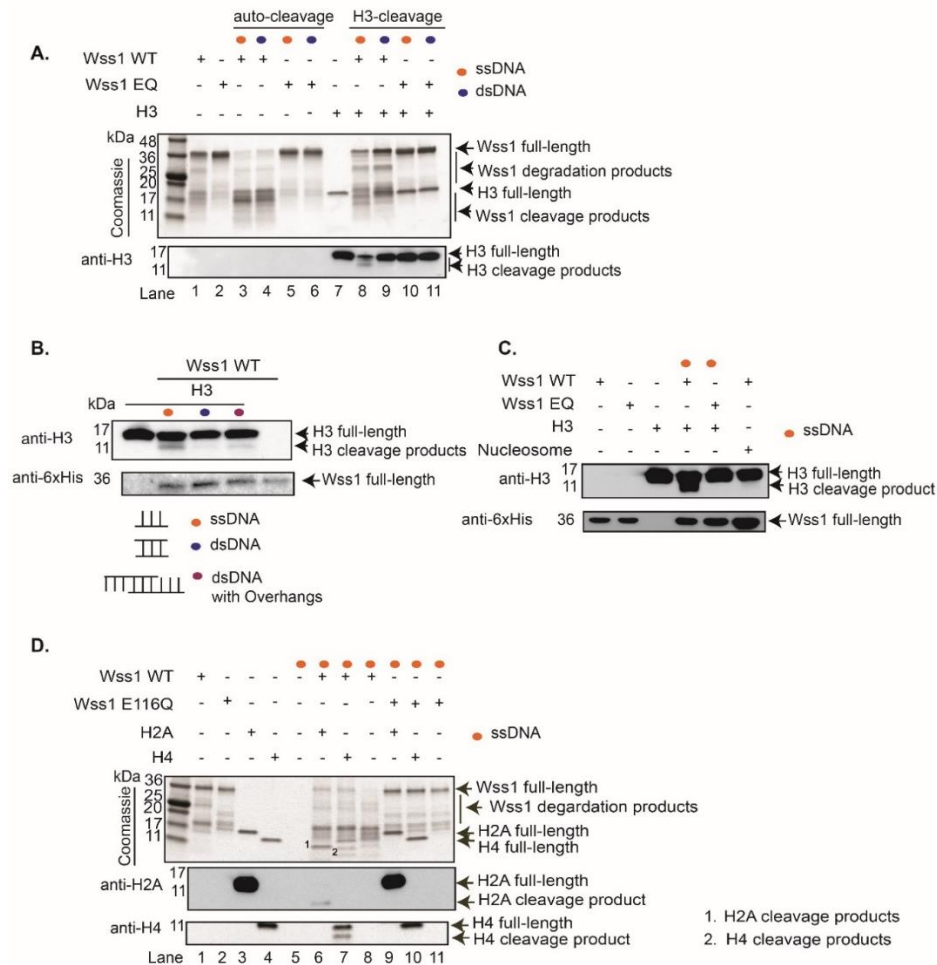 auto-cleavage H3-cleavage
A.
Wss1 WT + - + + - - - + + - -
Wss1 EQ - + - - + + - - - + +
H3 - - - - - - + + + + +
ssDNA
dsDNA
kDa
48
36
25
20
17
11
Coomassie
Wss1 full-length
Wss1 degradation products
H3 full-length
Wss1 cleavage products
anti-H3
17
11
H3 full-length
H3 cleavage products
Lane 1 2 3 4 5 6 7 8 9 10 11
B.
Wss1 WT
H3
kDa
anti-H3
17
11
H3 full-length
H3 cleavage products
anti-6xHis 36 Wss1 full-length
ssDNA
dsDNA
dsDNA
with Overhangs
C.
Wss1 WT + - - + - +
Wss1 EQ - + - - + -
H3 - - + + + -
Nucleosome - - - - - +
ssDNA
anti-H3
17
11
H3 full-length
H3 cleavage product
anti-6xHis 36 Wss1 full-length
D.
Wss1 WT + - - - - + + + - - -
Wss1 E116Q - + - - - - - - + + +
H2A - - + - - + - - + - -
H4 - - - + - - + - - + -
ssDNA
kDa
36
25
20
17
11
Coomassie
1
2
Wss1 full-length
Wss1 degardation products
H2A full-length
H4 full-length
anti-H2A
17
11
H2A full-length
H2A cleavage product
anti-H4 11
H4 full-length
H4 cleavage product
Lane 1 2 3 4 5 6 7 8 9 10 11
1. H2A cleavage products
2. H4 cleavage products